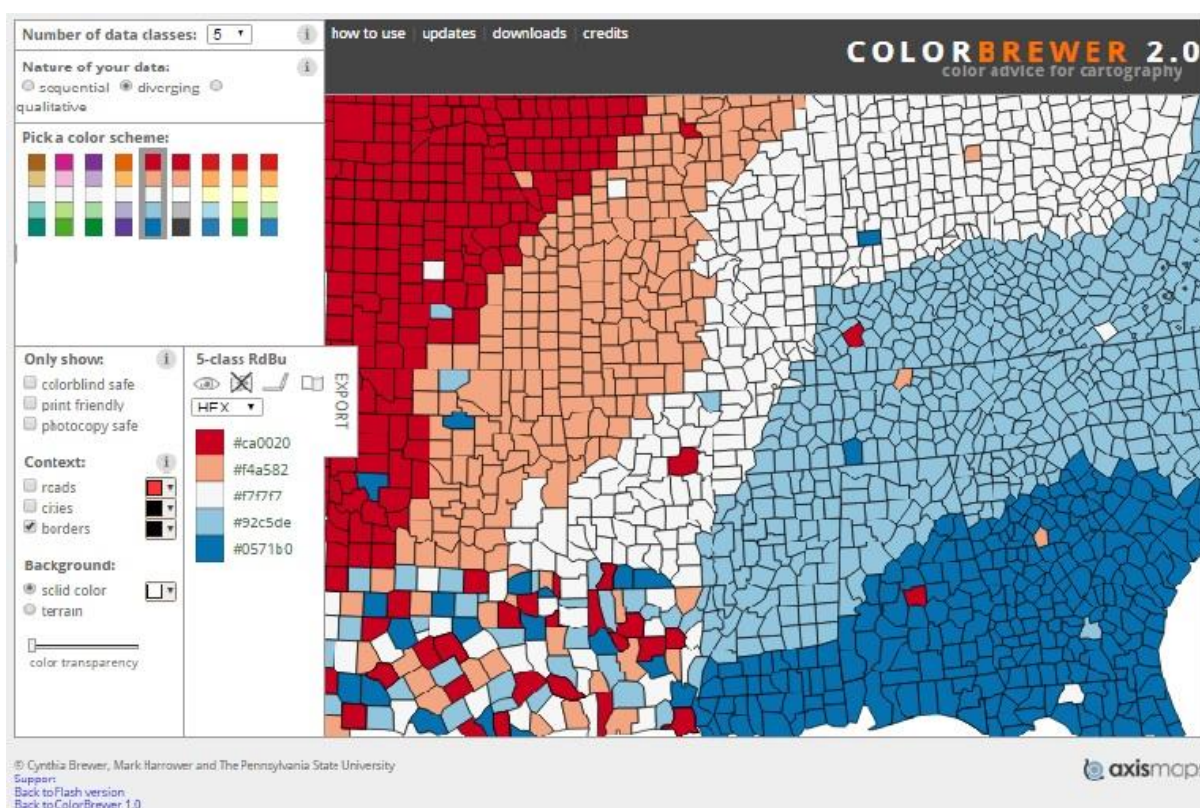 Number of data classes: 5
how to use updates downloads credits
COLORBREWER 2.0
color advice for cartography
Nature of your data:
sequential diverging
qualitative
Pick a color scheme:
Only show:
colorblind safe
print friendly
photocopy safe
Context:
roads
cities
borders
Background:
solid color
terrain
color transparency
5-class RdBu
EXPORT
HEX
#ca0020
#f4a582
#f7f7f7
#92c5de
#0571b0
© Cynthia Brewer, Mark Harrower and The Pennsylvania State University
Support
Back to Flash version
Back to ColorBrewer 1.0
axismaps